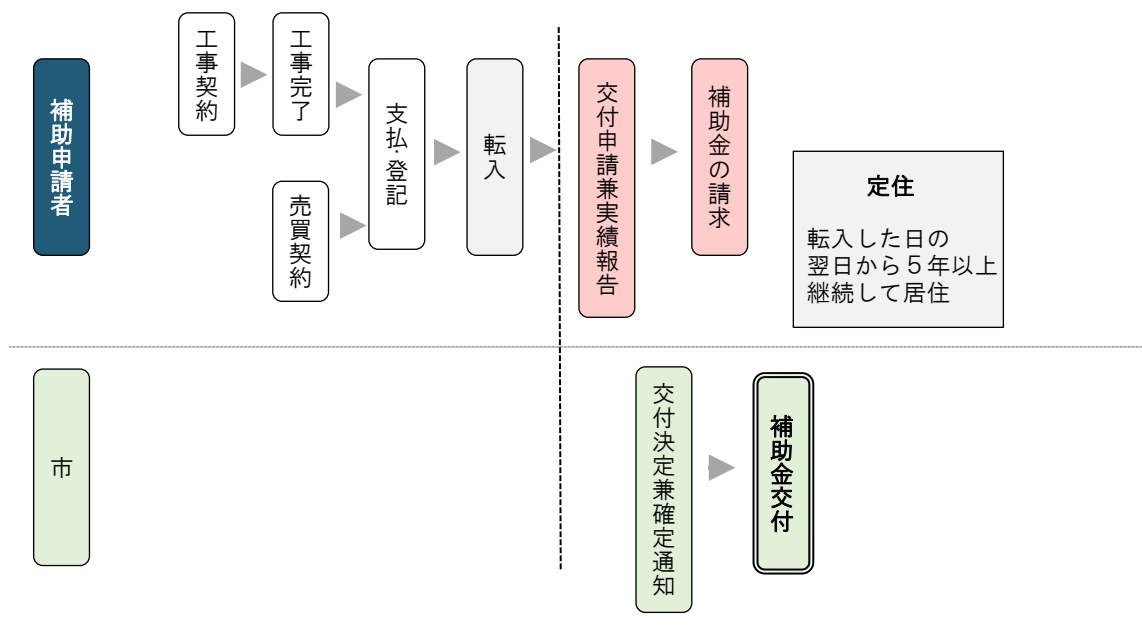 補助申請者
工事契約
工事完了
売買契約
支払・登記
転入
交付申請兼実績報告
補助金の請求
定住
転入した日の
翌日から５年以上
継続して居住
市
交付決定兼確定通知
補助金交付